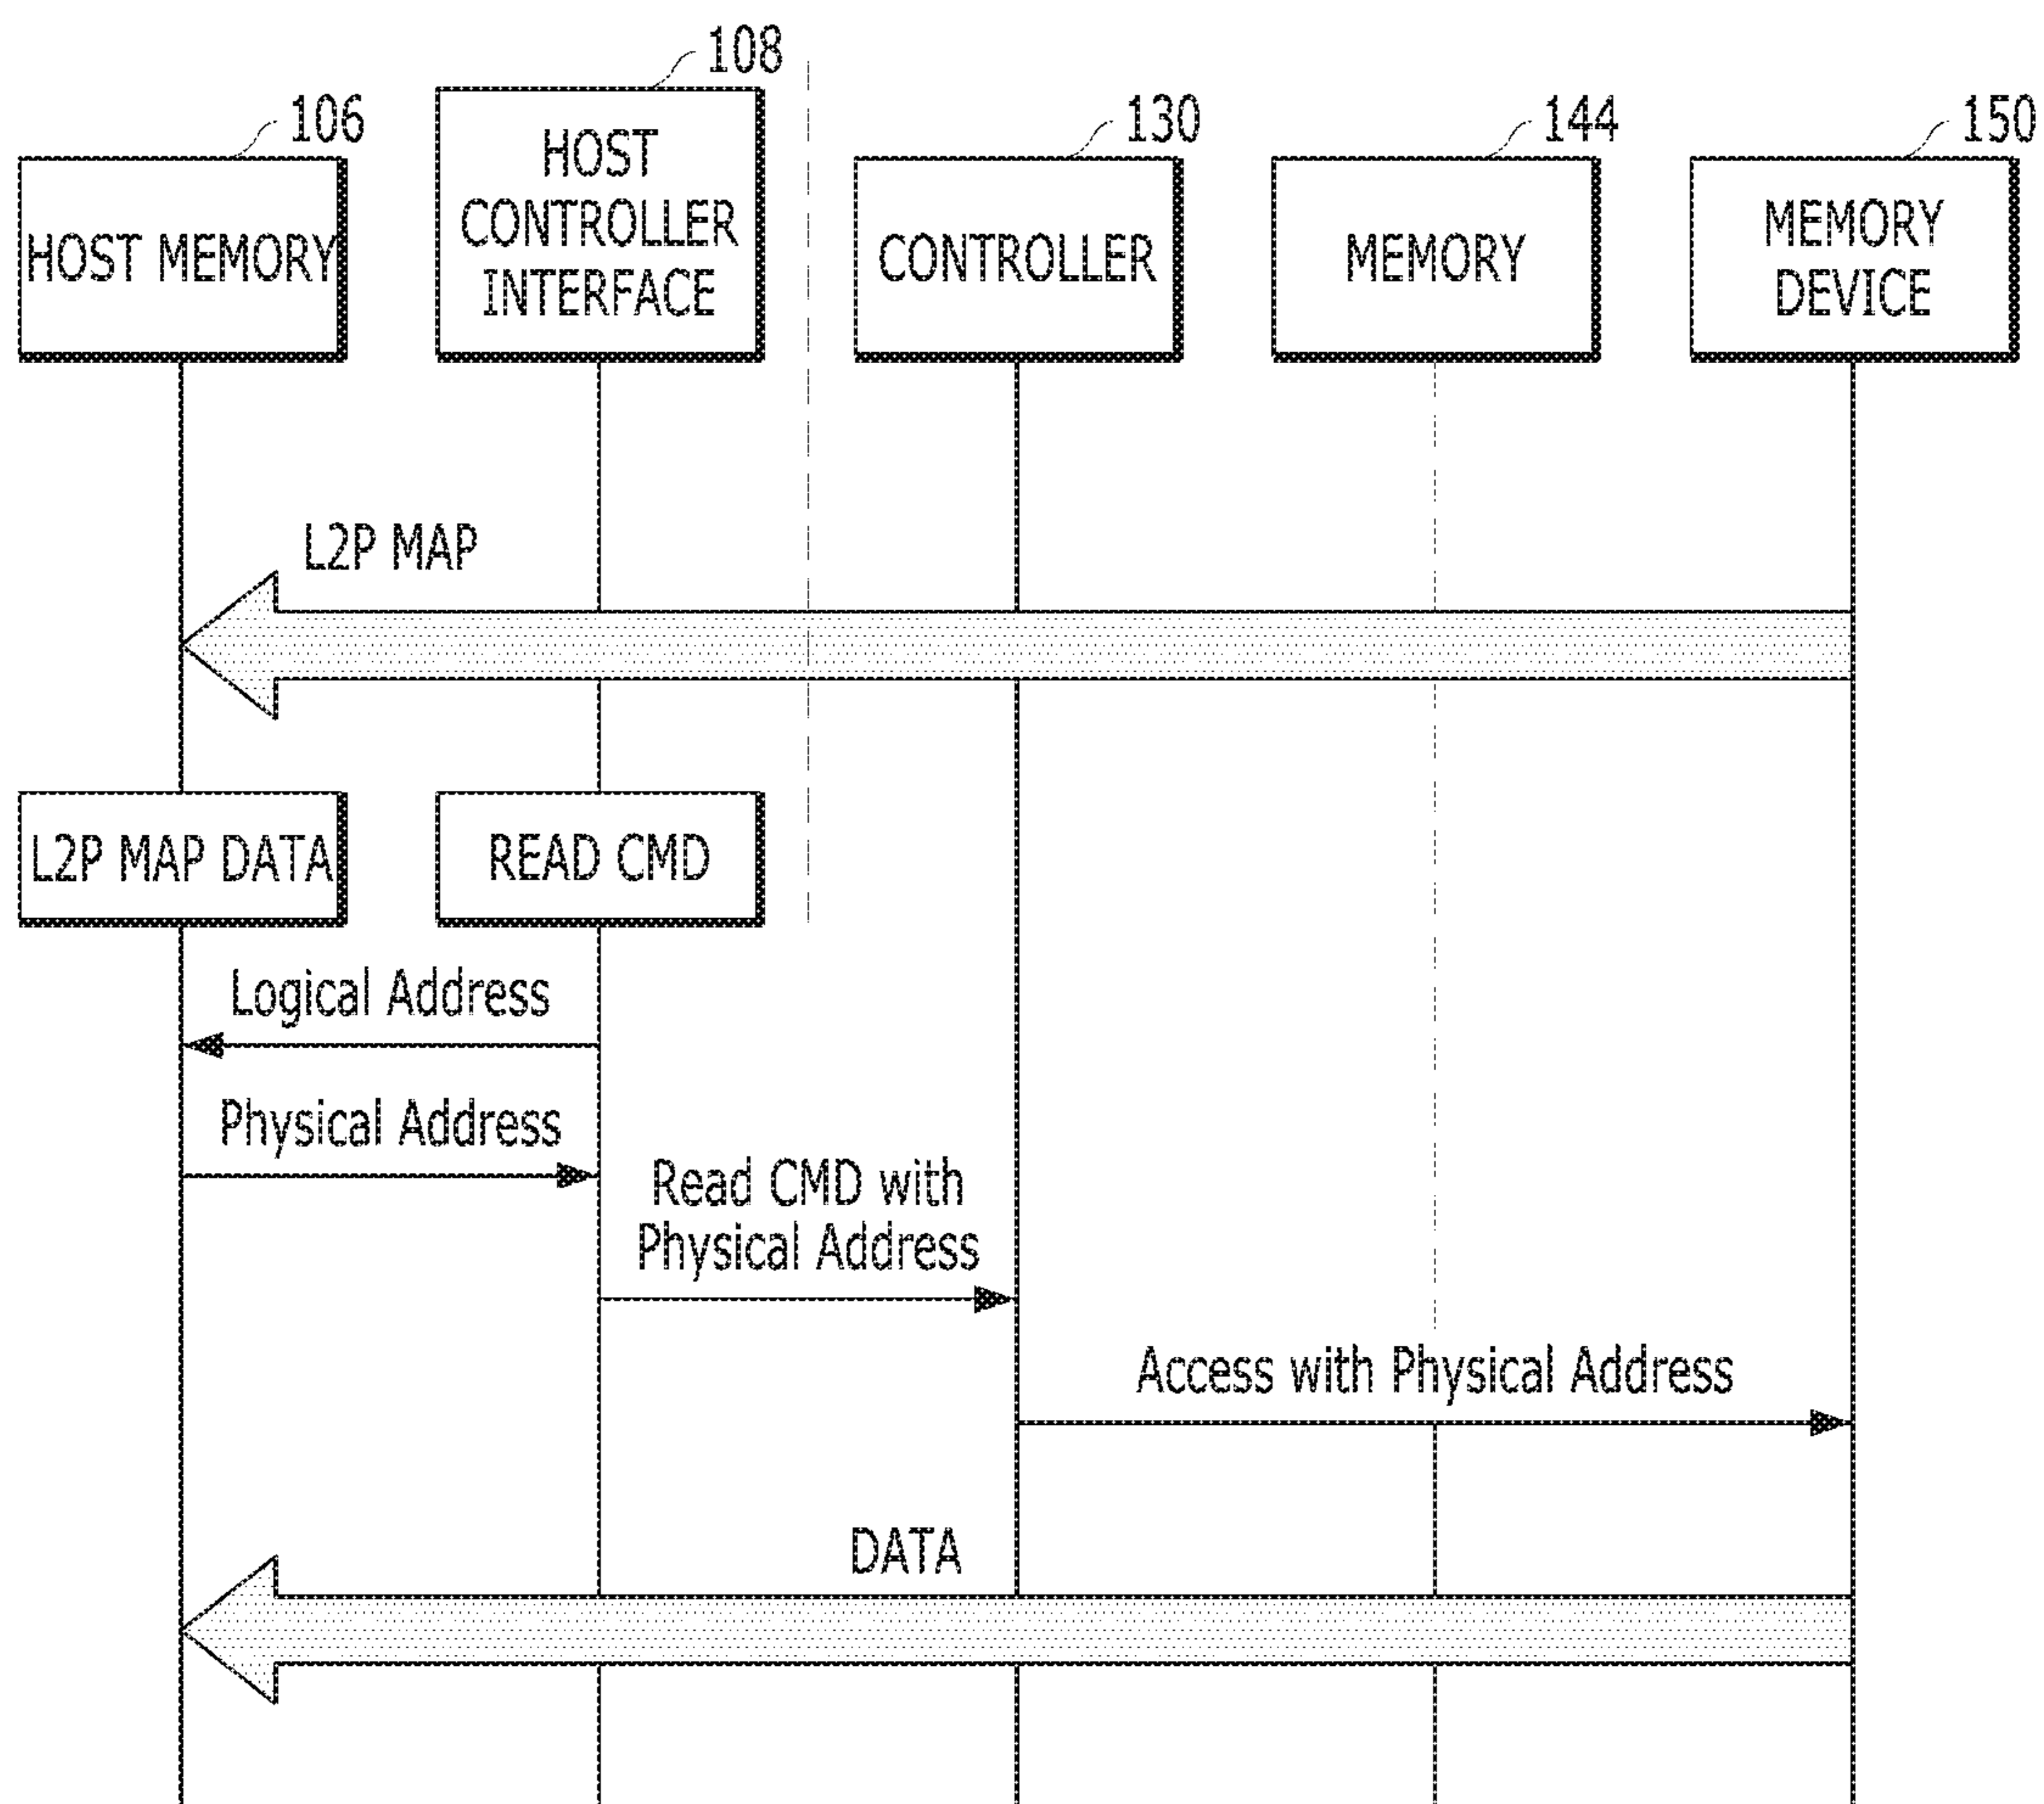 108
106
130
144
150
HOST MEMORY
HOST
CONTROLLER
INTERFACE
CONTROLLER
MEMORY
MEMORY
DEVICE
L2P MAP
L2P MAP DATA
READ CMD
Logical Address
Physical Address
Read CMD with
Physical Address
Access with Physical Address
DATA